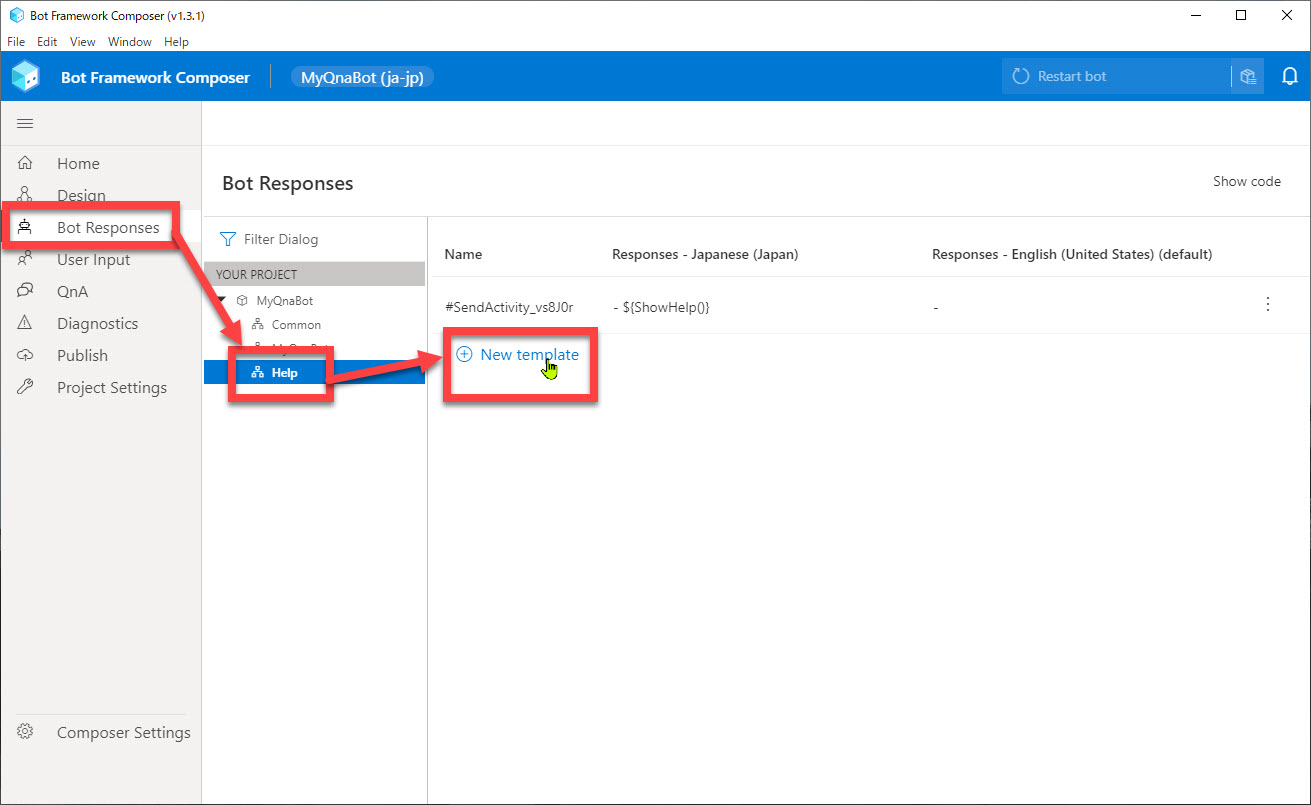 Bot Framework Composer (v1.3.1)
File Edit View Window Help
Bot Framework Composer MyQnaBot (ja-jp) Restart bot
Home
Design
Bot Responses
User Input
QnA
Diagnostics
Publish
Project Settings
Composer Settings
Bot Responses
Show code
Filter Dialog
YOUR PROJECT
MyQnaBot
Common
MyQnaBot
Help
Name Responses - Japanese (Japan) Responses - English (United States) (default)
#SendActivity_vs8J0r - ${ShowHelp()} -
New template